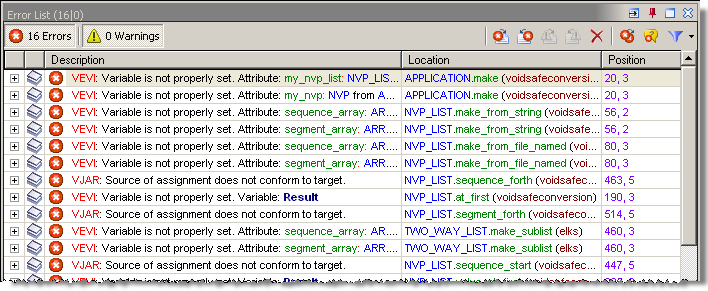 Error List (16|0)
16 Errors 0 Warnings
Description Location Position
VEVI: Variable is not properly set. Attribute: my_nvp_list: NVP_LIS... APPLICATION.make (voidsafeconversi... 20, 3
VEVI: Variable is not properly set. Attribute: my_nvp: NVP from A... APPLICATION.make (voidsafeconversi... 20, 3
VEVI: Variable is not properly set. Attribute: sequence_array: AR... NVP_LIST.make_from_string (voidsafe... 56, 2
VEVI: Variable is not properly set. Attribute: segment_array: ARR... NVP_LIST.make_from_string (voidsafe... 56, 2
VEVI: Variable is not properly set. Attribute: sequence_array: AR... NVP_LIST.make_from_file_named (voi... 80, 3
VEVI: Variable is not properly set. Attribute: segment_array: ARR... NVP_LIST.make_from_file_named (voi... 80, 3
VJAR: Source of assignment does not conform to target. NVP_LIST.sequence_forth (voidsafec... 463, 5
VEVI: Variable is not properly set. Variable: Result NVP_LIST.at_first (voidsafeconversion) 190, 3
VJAR: Source of assignment does not conform to target. NVP_LIST.segment_forth (voidsafec... 514, 5
VEVI: Variable is not properly set. Attribute: sequence_array: AR... TWO_WAY_LIST.make_sublist (elks) 460, 3
VEVI: Variable is not properly set. Attribute: segment_array: ARR... TWO_WAY_LIST.make_sublist (elks) 460, 3
VJAR: Source of assignment does not conform to target. NVP_LIST.sequence_start (voidsafec... 447, 5